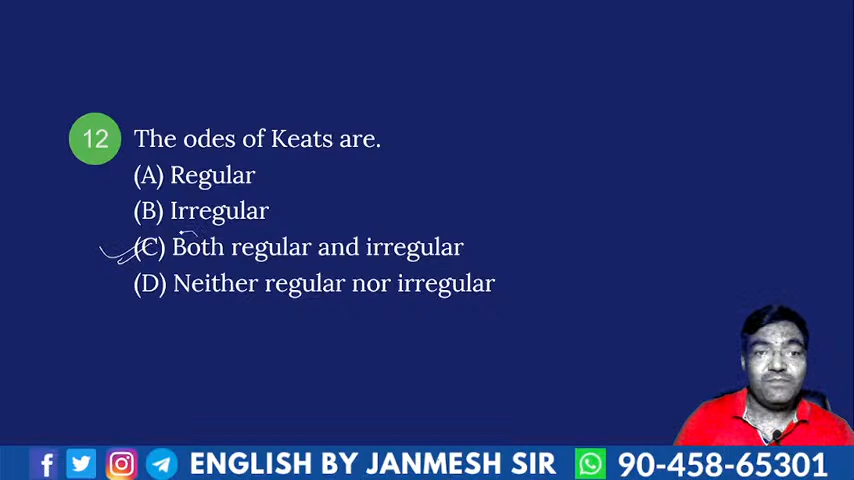 12 The odes of Keats are.
(A) Regular
(B) Irregular
(C) Both regular and irregular
(D) Neither regular nor irregular
ENGLISH BY JANMESH SIR 90-458-65301